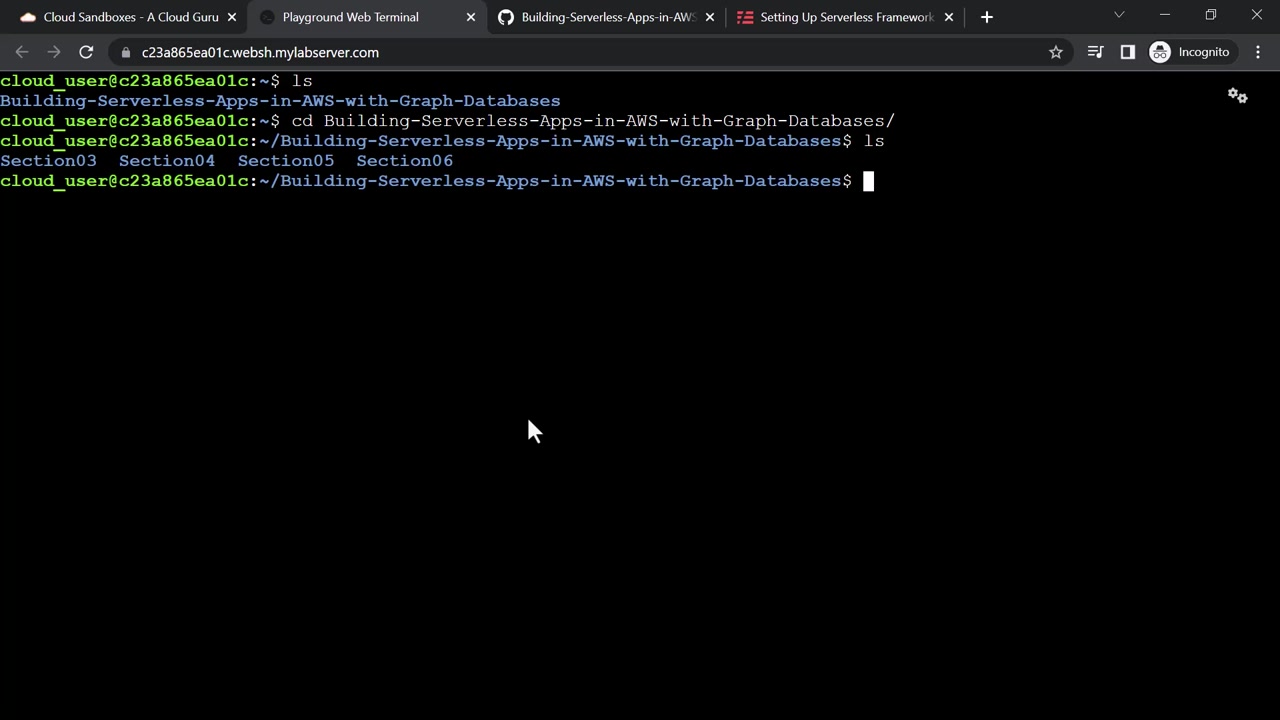 Cloud Sandboxes - A Cloud Guru
Playground Web Terminal
Building-Serverless-Apps-in-AWS
Setting Up Serverless Framework
c23a865ea01c.websh.mylabserver.com
Incognito
cloud_user@c23a865ea01c:~$ ls
Building-Serverless-Apps-in-AWS-with-Graph-Databases
cloud_user@c23a865ea01c:~$ cd Building-Serverless-Apps-in-AWS-with-Graph-Databases/
cloud_user@c23a865ea01c:~/Building-Serverless-Apps-in-AWS-with-Graph-Databases$ ls
Section03 Section04 Section05 Section06
cloud_user@c23a865ea01c:~/Building-Serverless-Apps-in-AWS-with-Graph-Databases$